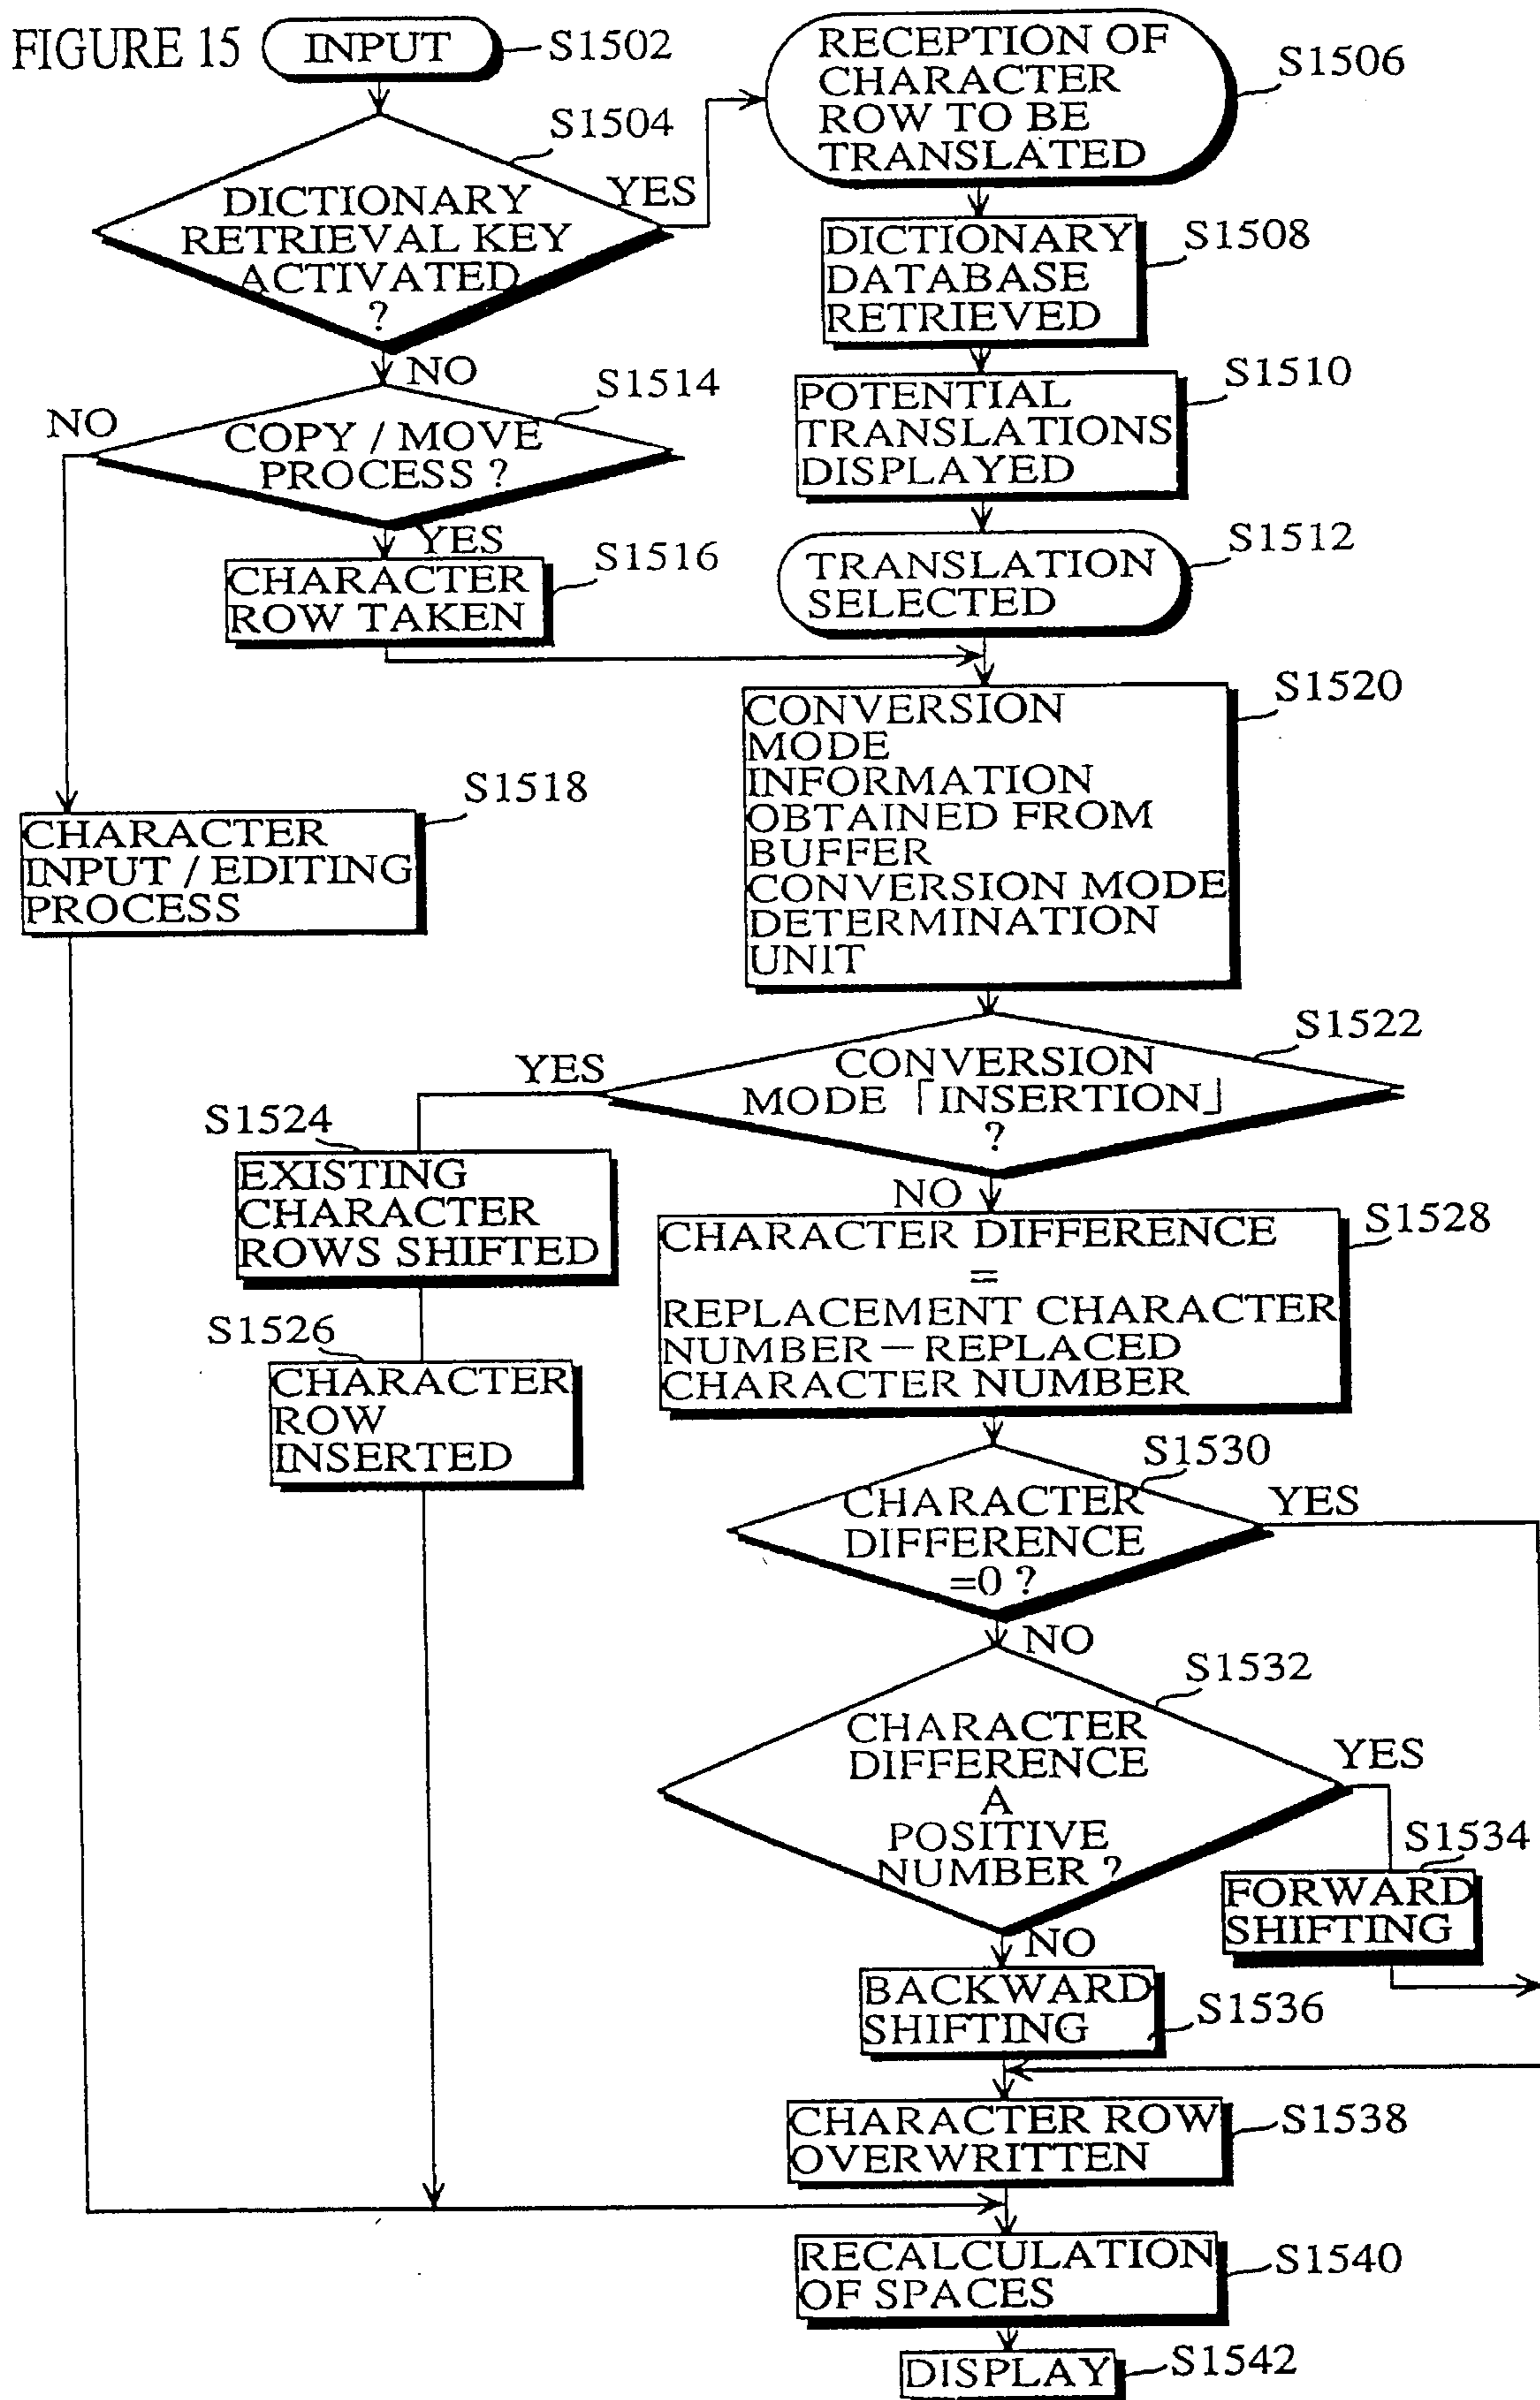 FIGURE 15
INPUT
S1502
S1504
DICTIONARY
RETRIEVAL KEY
ACTIVATED
?
YES
NO
RECEPTION OF
CHARACTER
ROW TO BE
TRANSLATED
S1506
DICTIONARY
DATABASE
RETRIEVED
S1508
POTENTIAL
TRANSLATIONS
DISPLAYED
S1510
TRANSLATION
SELECTED
S1512
S1514
COPY / MOVE
PROCESS ?
NO
YES
CHARACTER
ROW TAKEN
S1516
CHARACTER
INPUT / EDITING
PROCESS
S1518
CONVERSION
MODE
INFORMATION
OBTAINED FROM
BUFFER
CONVERSION MODE
DETERMINATION
UNIT
S1520
S1522
CONVERSION
MODE「INSERTION」
?
YES
NO
S1524
EXISTING
CHARACTER
ROWS SHIFTED
S1526
CHARACTER
ROW
INSERTED
CHARACTER DIFFERENCE
=
REPLACEMENT CHARACTER
NUMBER－REPLACED
CHARACTER NUMBER
S1528
S1530
CHARACTER
DIFFERENCE
=0 ?
YES
NO
S1532
CHARACTER
DIFFERENCE
A
POSITIVE
NUMBER ?
YES
NO
S1534
FORWARD
SHIFTING
BACKWARD
SHIFTING
S1536
CHARACTER ROW
OVERWRITTEN
S1538
RECALCULATION
OF SPACES
S1540
DISPLAY
S1542